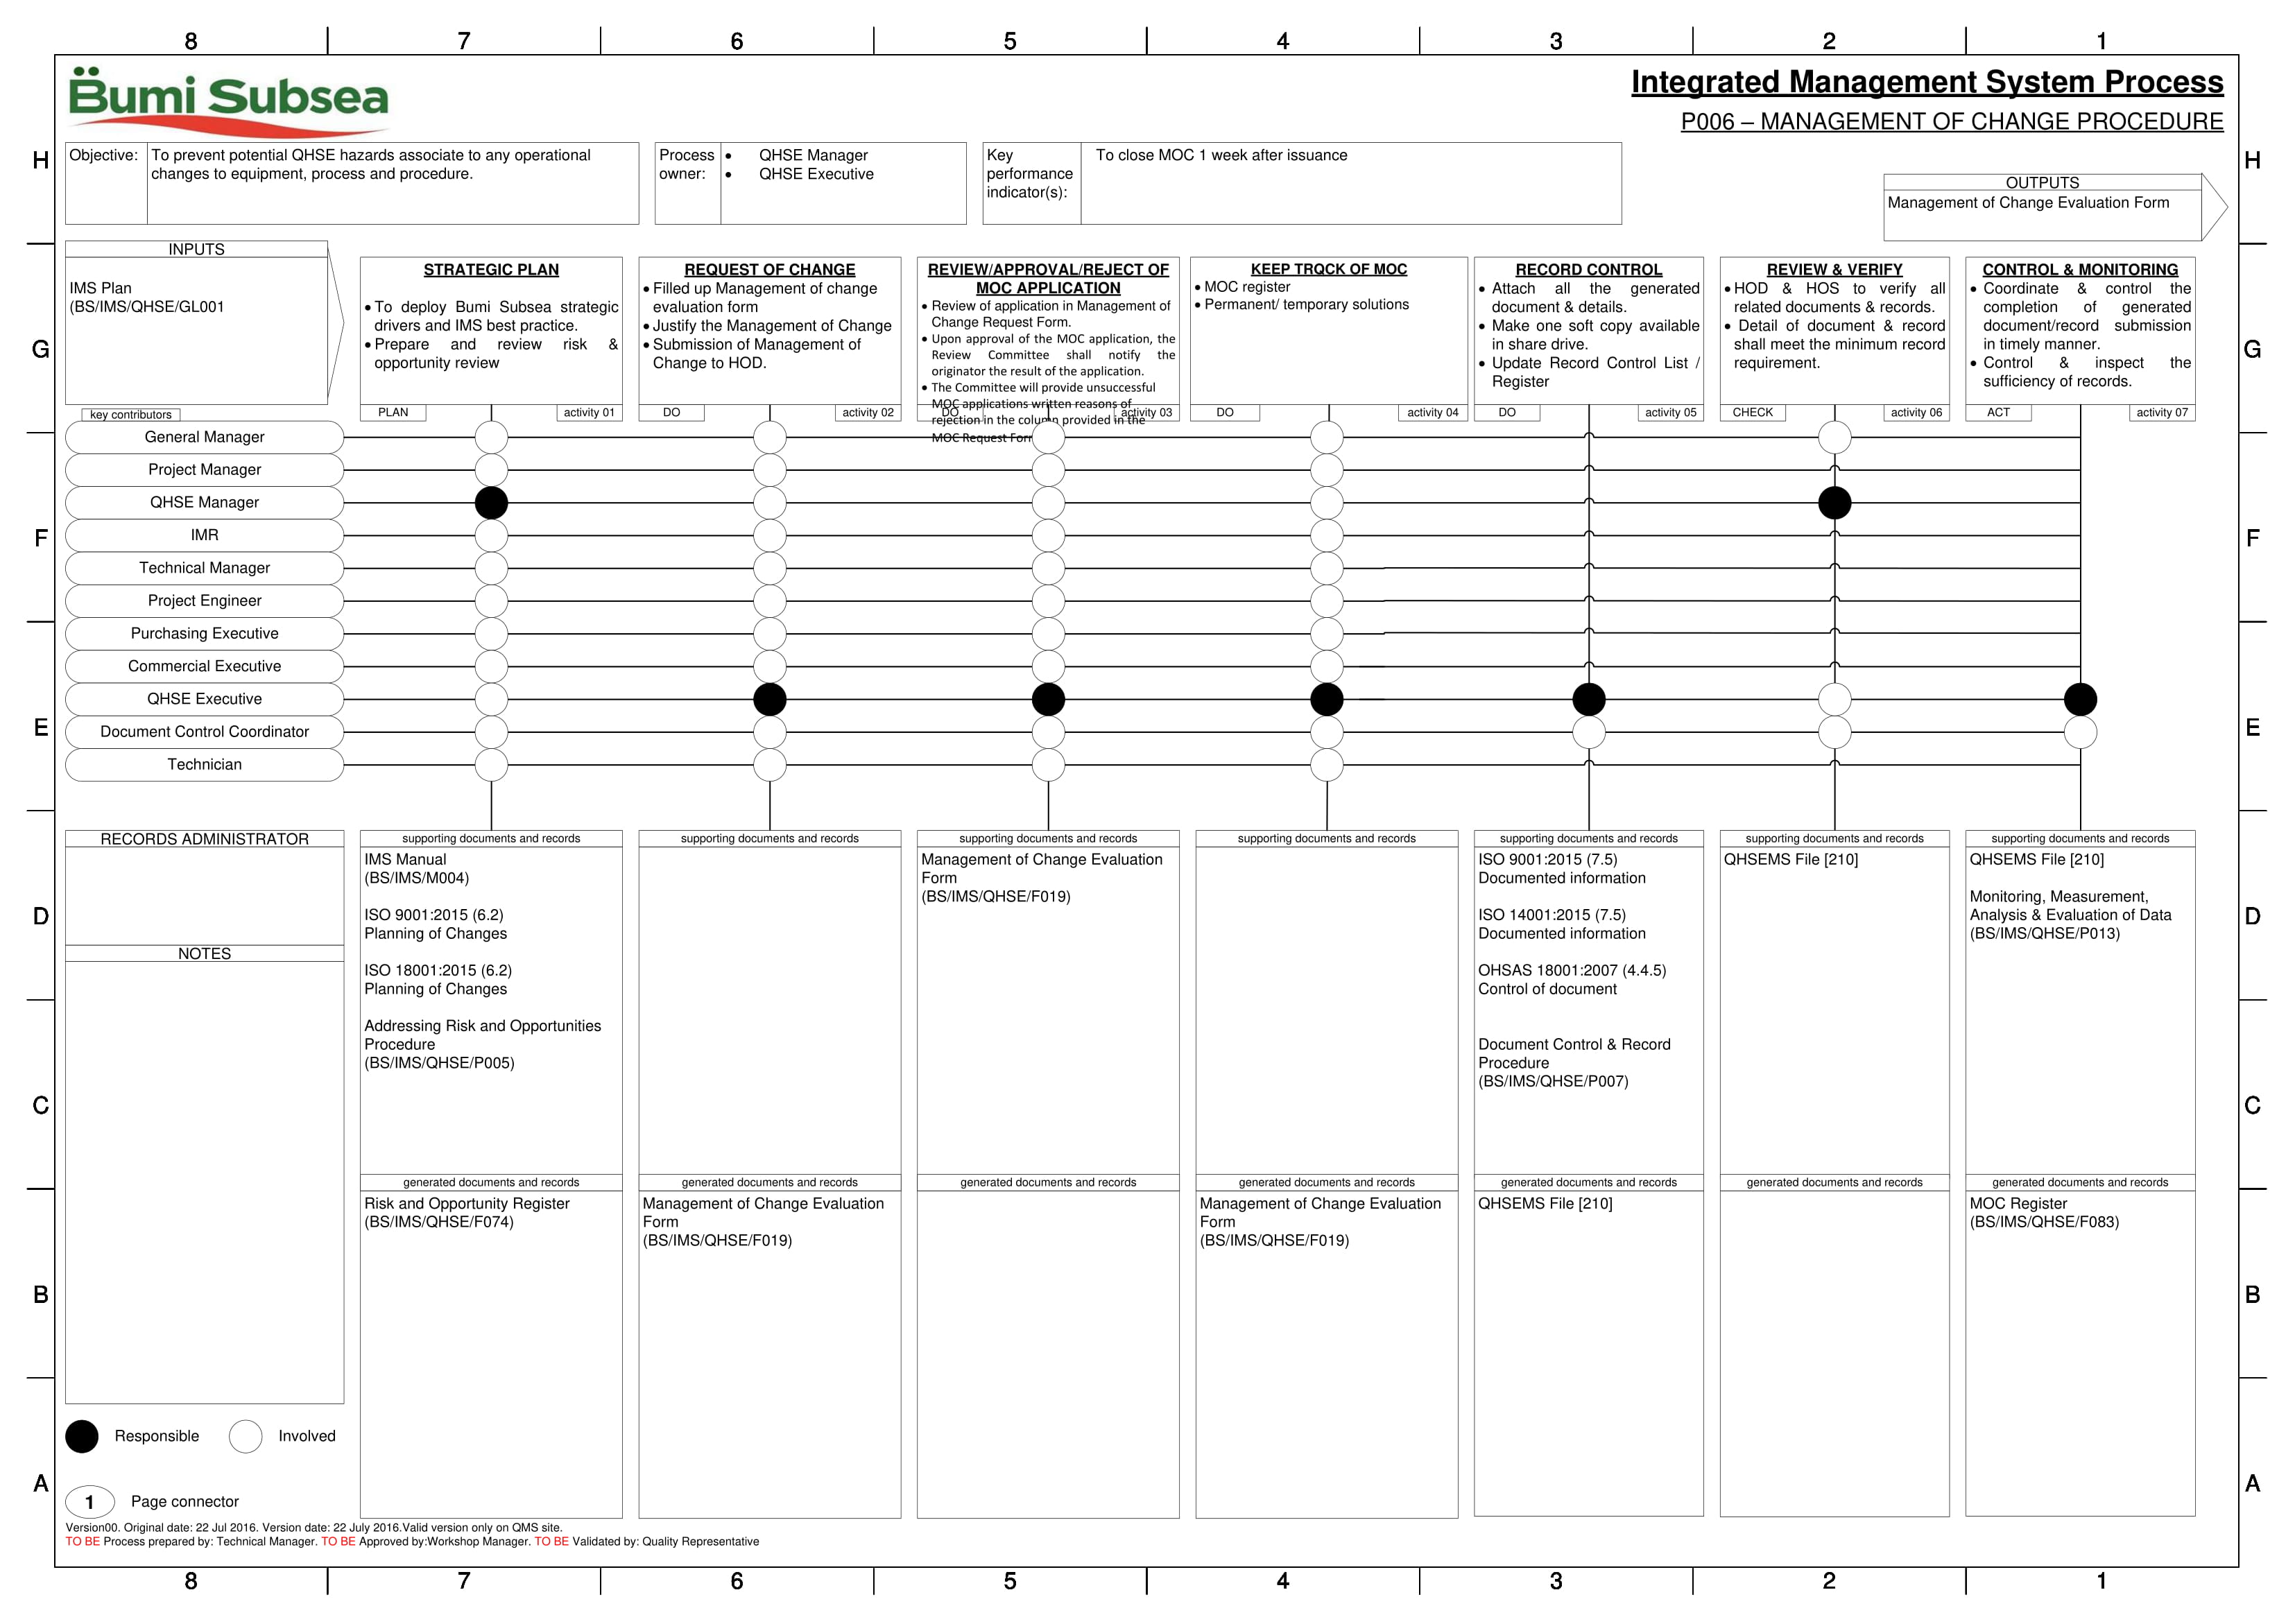 8 7 6 5 4 3 2 1
Bumi Subsea
Integrated Management System Process
P006 – MANAGEMENT OF CHANGE PROCEDURE
H H
Objective: To prevent potential QHSE hazards associate to any operational
changes to equipment, process and procedure.
Process
owner:
• QHSE Manager
• QHSE Executive
Key
performance
indicator(s):
To close MOC 1 week after issuance
OUTPUTS
Management of Change Evaluation Form
INPUTS
IMS Plan
(BS/IMS/QHSE/GL001
G G
STRATEGIC PLAN
• To deploy Bumi Subsea strategic
drivers and IMS best practice.
• Prepare and review risk &
opportunity review
PLAN activity 01
REQUEST OF CHANGE
• Filled up Management of change
evaluation form
• Justify the Management of Change
• Submission of Management of
Change to HOD.
DO activity 02
REVIEW/APPROVAL/REJECT OF
MOC APPLICATION
• Review of application in Management of
Change Request Form.
• Upon approval of the MOC application, the
Review Committee shall notify the
originator the result of the application.
• The Committee will provide unsuccessful
MOC applications written reasons of
rejection in the column provided in the
MOC Request Form
DO activity 03
KEEP TRQCK OF MOC
• MOC register
• Permanent/ temporary solutions
DO activity 04
RECORD CONTROL
• Attach all the generated
document & details.
• Make one soft copy available
in share drive.
• Update Record Control List /
Register
DO activity 05
REVIEW & VERIFY
• HOD & HOS to verify all
related documents & records.
• Detail of document & record
shall meet the minimum record
requirement.
CHECK activity 06
CONTROL & MONITORING
• Coordinate & control the
completion of generated
document/record submission
in timely manner.
• Control & inspect the
sufficiency of records.
ACT activity 07
key contributors
General Manager
Project Manager
QHSE Manager
F F
IMR
Technical Manager
Project Engineer
Purchasing Executive
Commercial Executive
QHSE Executive
E E
Document Control Coordinator
Technician
RECORDS ADMINISTRATOR
NOTES
D D
supporting documents and records
IMS Manual
(BS/IMS/M004)
ISO 9001:2015 (6.2)
Planning of Changes
ISO 18001:2015 (6.2)
Planning of Changes
Addressing Risk and Opportunities
Procedure
(BS/IMS/QHSE/P005)
supporting documents and records
supporting documents and records
Management of Change Evaluation
Form
(BS/IMS/QHSE/F019)
supporting documents and records
supporting documents and records
ISO 9001:2015 (7.5)
Documented information
ISO 14001:2015 (7.5)
Documented information
OHSAS 18001:2007 (4.4.5)
Control of document
Document Control & Record
Procedure
(BS/IMS/QHSE/P007)
supporting documents and records
QHSEMS File [210]
supporting documents and records
QHSEMS File [210]
Monitoring, Measurement,
Analysis & Evaluation of Data
(BS/IMS/QHSE/P013)
C C
generated documents and records
Risk and Opportunity Register
(BS/IMS/QHSE/F074)
generated documents and records
Management of Change Evaluation
Form
(BS/IMS/QHSE/F019)
generated documents and records
generated documents and records
Management of Change Evaluation
Form
(BS/IMS/QHSE/F019)
generated documents and records
QHSEMS File [210]
generated documents and records
generated documents and records
MOC Register
(BS/IMS/QHSE/F083)
B B
Responsible Involved
A A
1 Page connector
Version00. Original date: 22 Jul 2016. Version date: 22 July 2016.Valid version only on QMS site.
TO BE Process prepared by: Technical Manager. TO BE Approved by:Workshop Manager. TO BE Validated by: Quality Representative
8 7 6 5 4 3 2 1